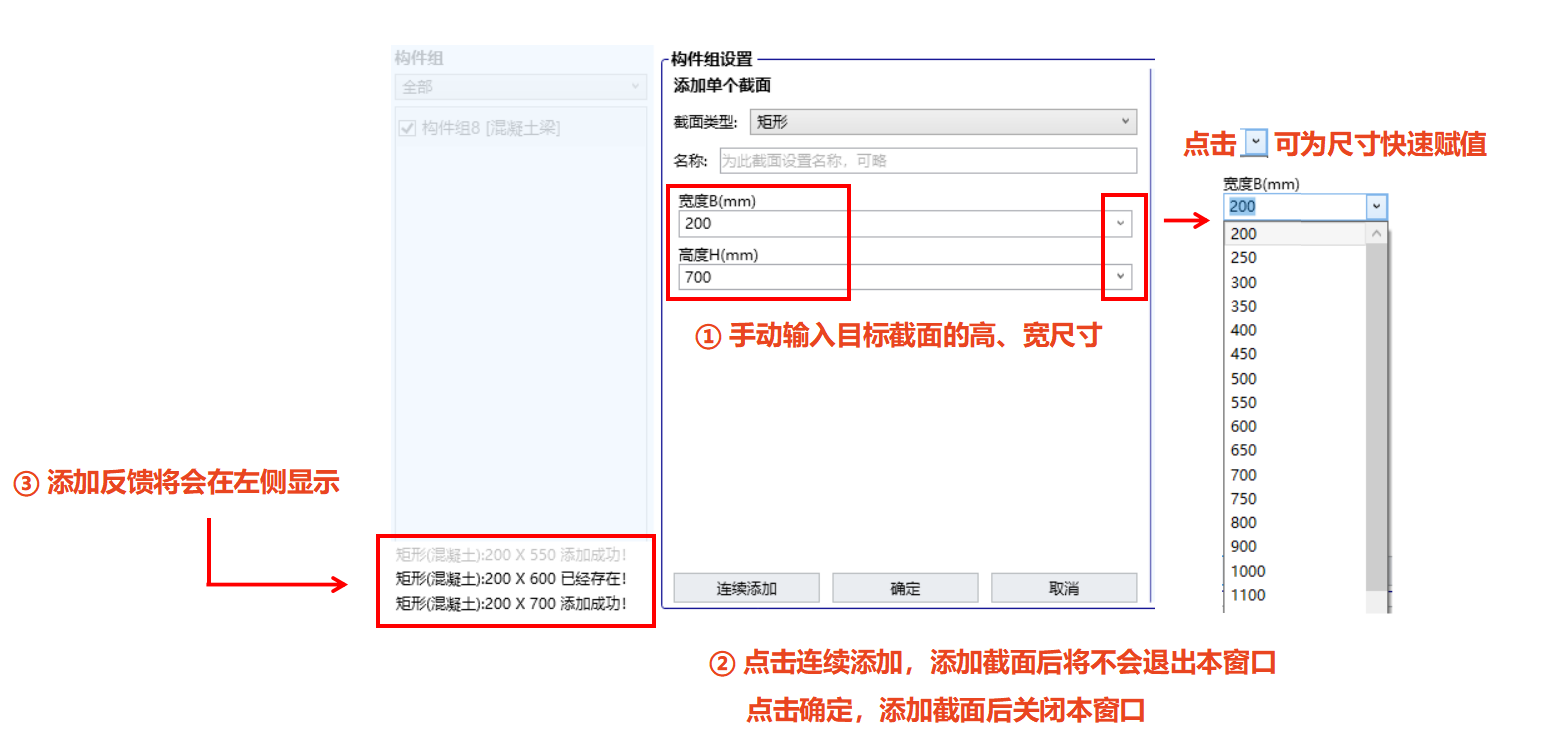 构件组
全部
构件组8 [混凝土梁]
构件组设置
添加单个截面
截面类型: 矩形
名称: 为此截面设置名称，可略
宽度B(mm)
200
高度H(mm)
700
① 手动输入目标截面的高、宽尺寸
点击 可为尺寸快速赋值
宽度B(mm)
200
200
250
300
350
400
450
500
550
600
650
700
750
800
900
1000
1100
③ 添加反馈将会在左侧显示
矩形(混凝土):200 X 550 添加成功!
矩形(混凝土):200 X 600 已经存在!
矩形(混凝土):200 X 700 添加成功!
连续添加 确定 取消
② 点击连续添加，添加截面后将不会退出本窗口
点击确定，添加截面后关闭本窗口